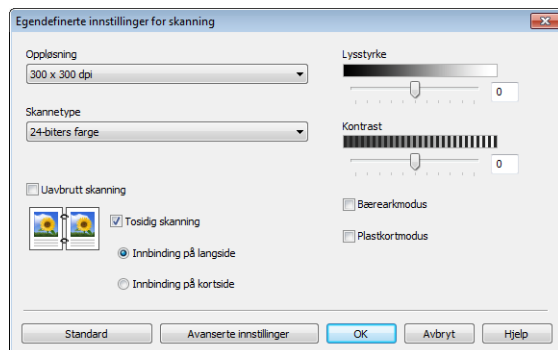 Egendefinerte innstillinger for skanning
Oppløsning
300 x 300 dpi
Skannetype
24-biters farge
Uavbrutt skanning
Tosidig skanning
Innbinding på langside
Innbinding på kortside
Lysstyrke
0
Kontrast
0
Bærearkmodus
Plastkortmodus
Standard
Avanserte innstillinger
OK
Avbryt
Hjelp